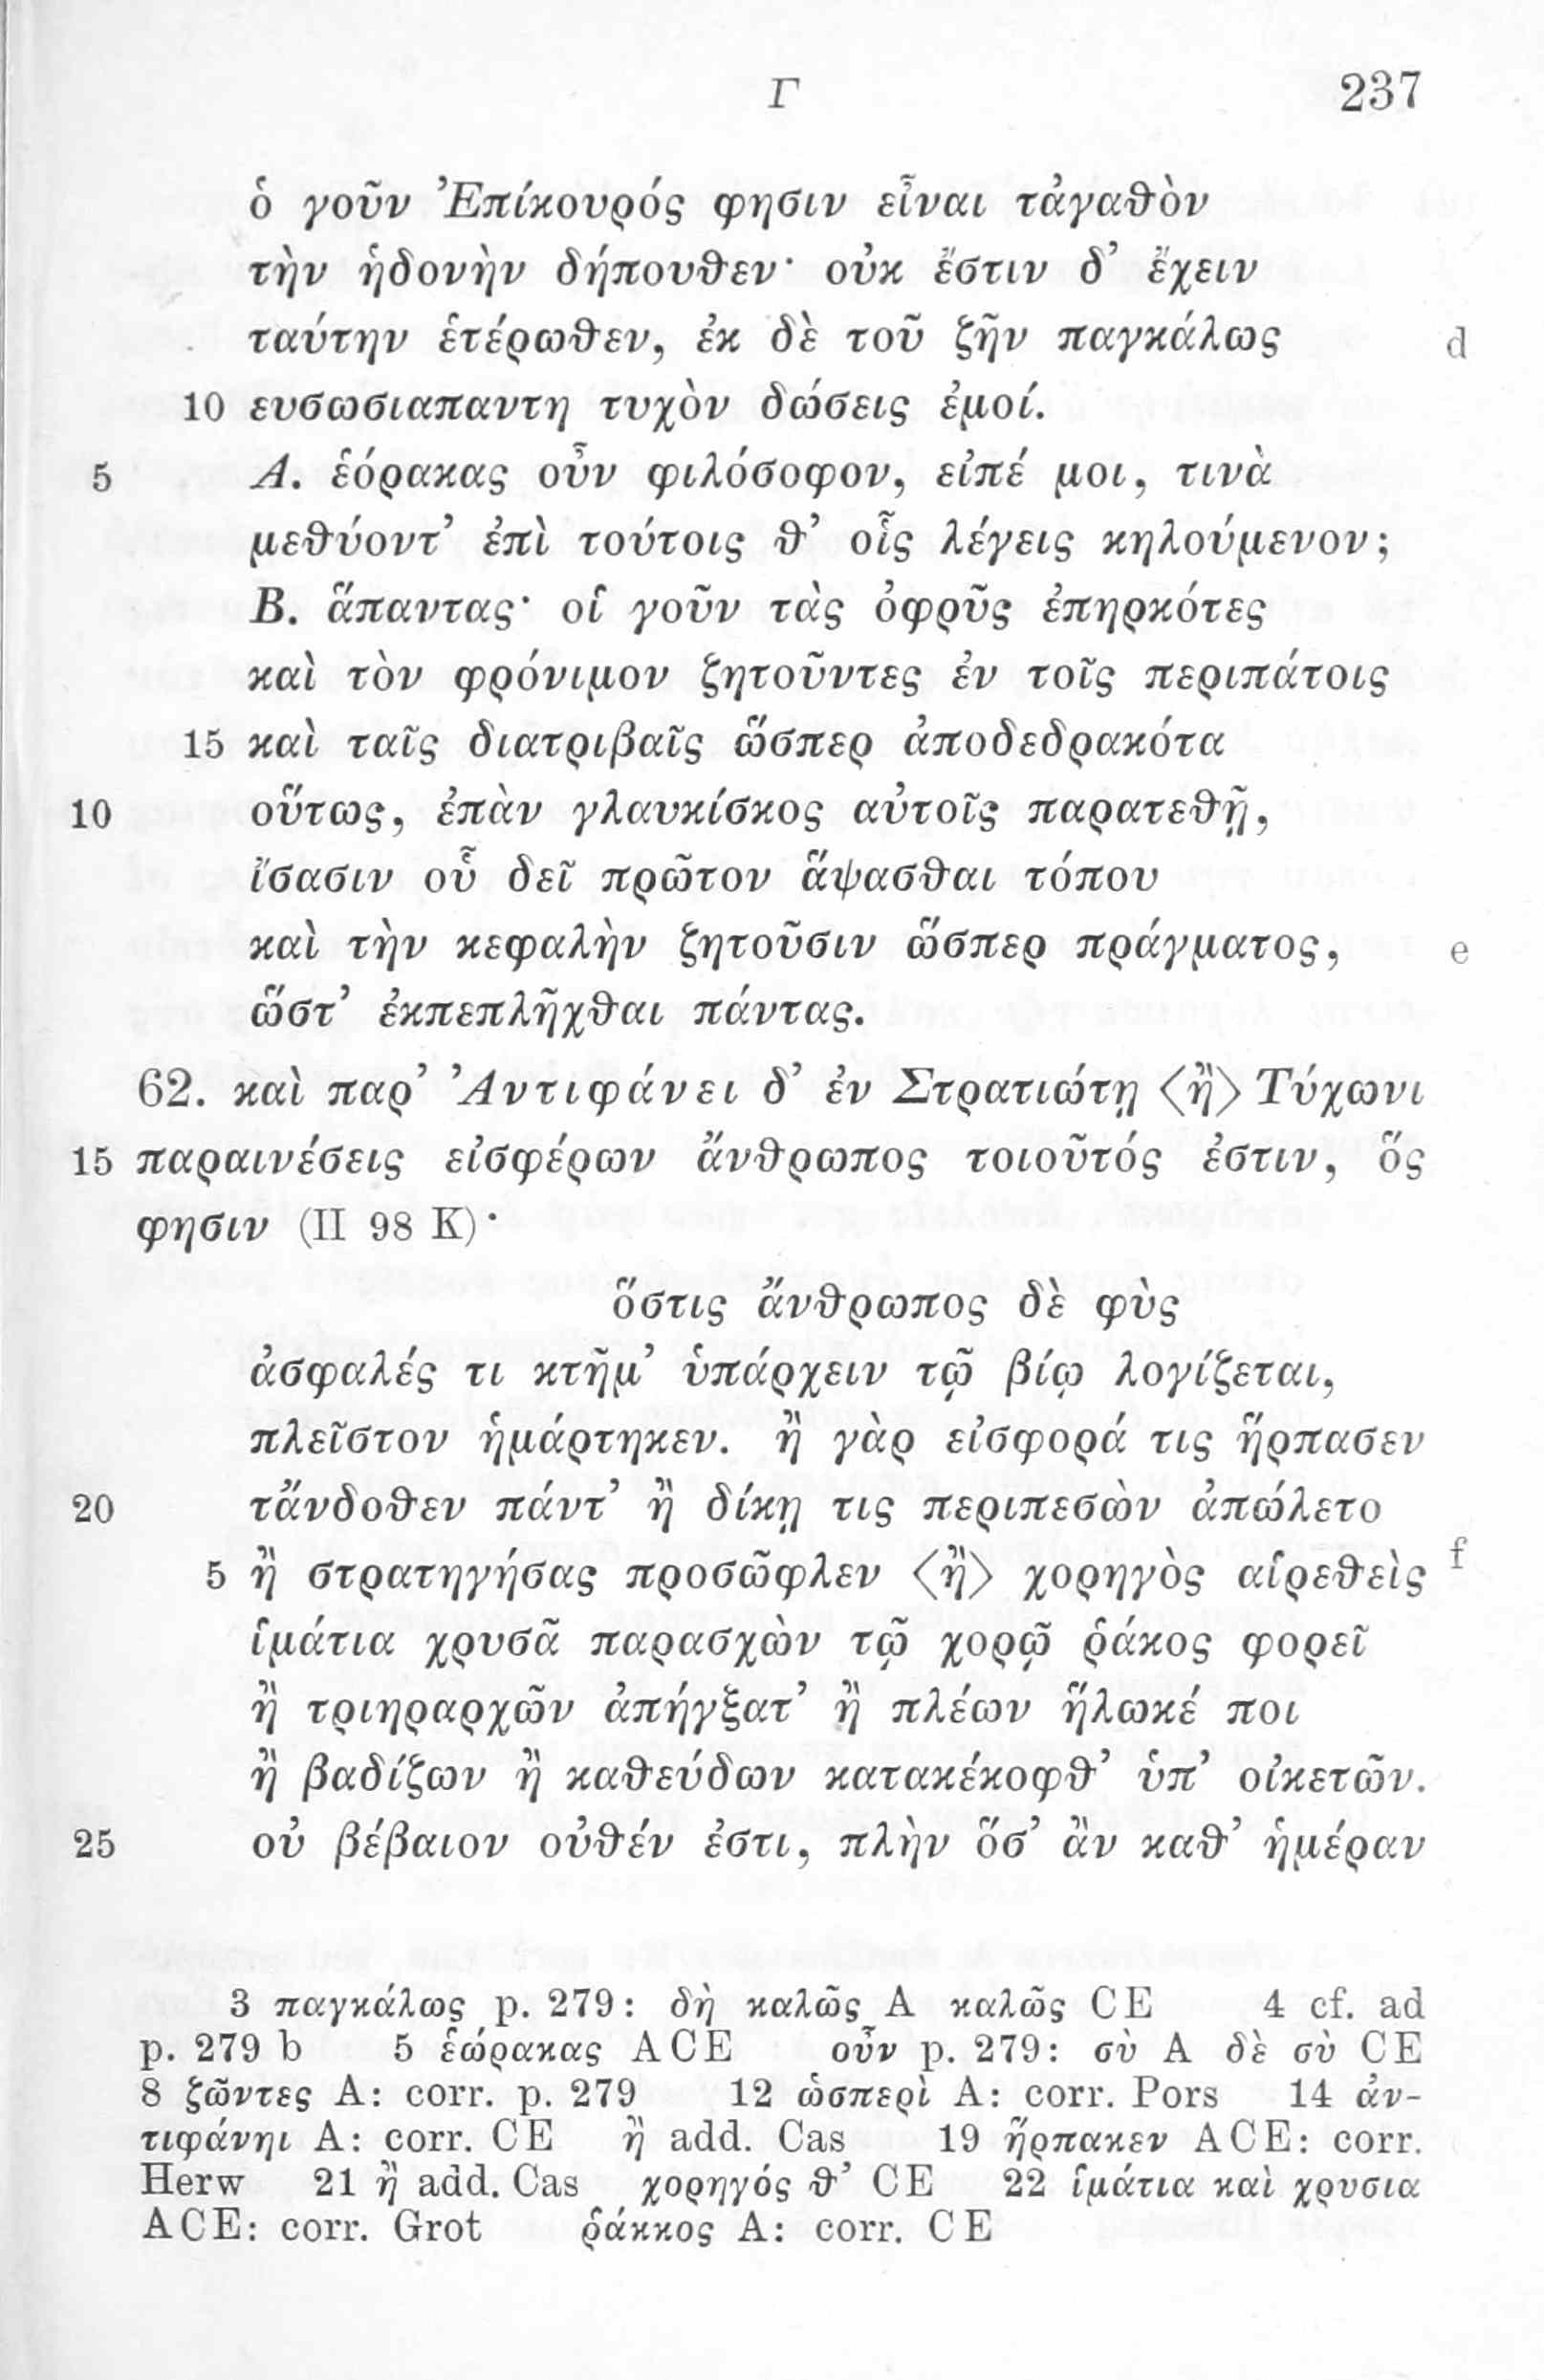 Γ 237
ὁ γοῦν Ἐπίκουρός φησιν εἶναι τἀγαθὸν
τὴν ἡδονὴν δήπουθεν· οὐκ ἔστιν δ’ ἔχειν
ταύτην ἑτέρωθεν, ἐκ δὲ τοῦ ζῆν παγκάλως d
10 ευσωσιαπαντη τυχὸν δώσεις ἐμοί.
5 Α. ἑόρακας οὖν φιλόσοφον, εἰπέ μοι, τινὰ
μεθύοντ’ ἐπὶ τούτοις θ’ οἷς λέγεις κηλούμενον;
Β. ἅπαντας· οἱ γοῦν τὰς ὀφρῦς ἐπηρκότες
καὶ τὸν φρόνιμον ζητοῦντες ἐν τοῖς περιπάτοις
15 καὶ ταῖς διατριβαῖς ὥσπερ ἀποδεδρακότα
10 οὕτως, ἐπὰν γλαυκίσκος αὐτοῖς παρατεθῇ,
ἴσασιν οὗ δεῖ πρῶτον ἅψασθαι τόπου
καὶ τὴν κεφαλὴν ζητοῦσιν ὥσπερ πράγματος, e
ὥστ’ ἐκπεπλῆχθαι πάντας.
62. καὶ παρ’ Ἀντιφάνει δ’ ἐν Στρατιώτῃ ⟨ἢ⟩ Τύχωνι
15 παραινέσεις εἰσφέρων ἄνθρωπος τοιοῦτός ἐστιν, ὅς
φησιν (II 98 K)·
ὅστις ἄνθρωπος δὲ φὺς
ἀσφαλές τι κτῆμ’ ὑπάρχειν τῷ βίῳ λογίζεται,
πλεῖστον ἡμάρτηκεν. ἢ γὰρ εἰσφορά τις ἥρπασεν
20 τἄνδοθεν πάντ’ ἢ δίκῃ τις περιπεσὼν ἀπώλετο
5 ἢ στρατηγήσας προσῶφλεν ⟨ἢ⟩ χορηγὸς αἱρεθεὶς f
ἱμάτια χρυσᾶ παρασχὼν τῷ χορῷ ῥάκος φορεῖ
ἢ τριηραρχῶν ἀπήγξατ’ ἢ πλέων ἥλωκέ ποι
ἢ βαδίζων ἢ καθεύδων κατακέκοφθ’ ὑπ’ οἰκετῶν.
25 οὐ βέβαιον οὐθέν ἐστι, πλὴν ὅσ’ ἂν καθ’ ἡμέραν
3 παγκάλως p. 279: δὴ καλῶς A καλῶς CE 4 cf. ad
p. 279 b 5 ἑώρακας ACE οὖν p. 279: σὺ A δὲ σὺ CE
8 ζῶντες A: corr. p. 279 12 ὡσπερὶ A: corr. Pors 14 ἀν-
τιφάνηι A: corr. CE ἢ add. Cas 19 ἥρπακεν ACE: corr.
Herw 21 ἢ add. Cas χορηγός θ’ CE 22 ἱμάτια καὶ χρυσια
ACE: corr. Grot ῥάκκος A: corr. CE